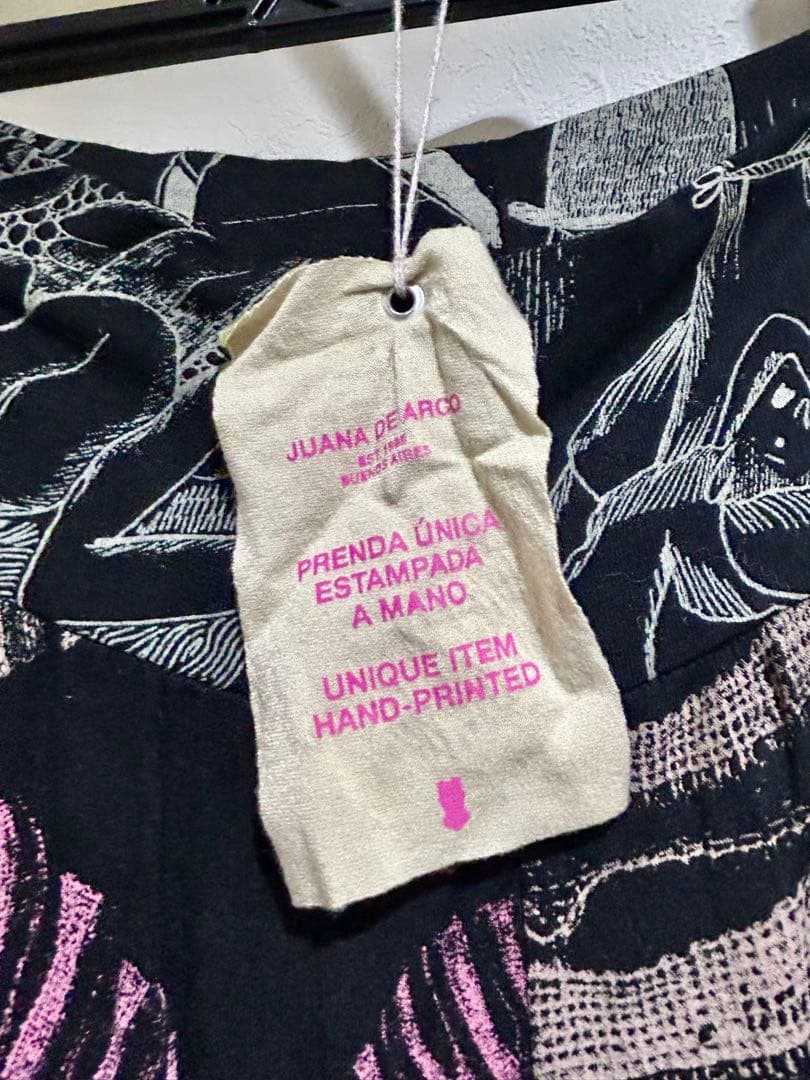 JUANA DE ARCO
EST. 1998
BUENOS AIRES
PRENDA ÚNICA
ESTAMPADA
A MANO
UNIQUE ITEM
HAND-PRINTED